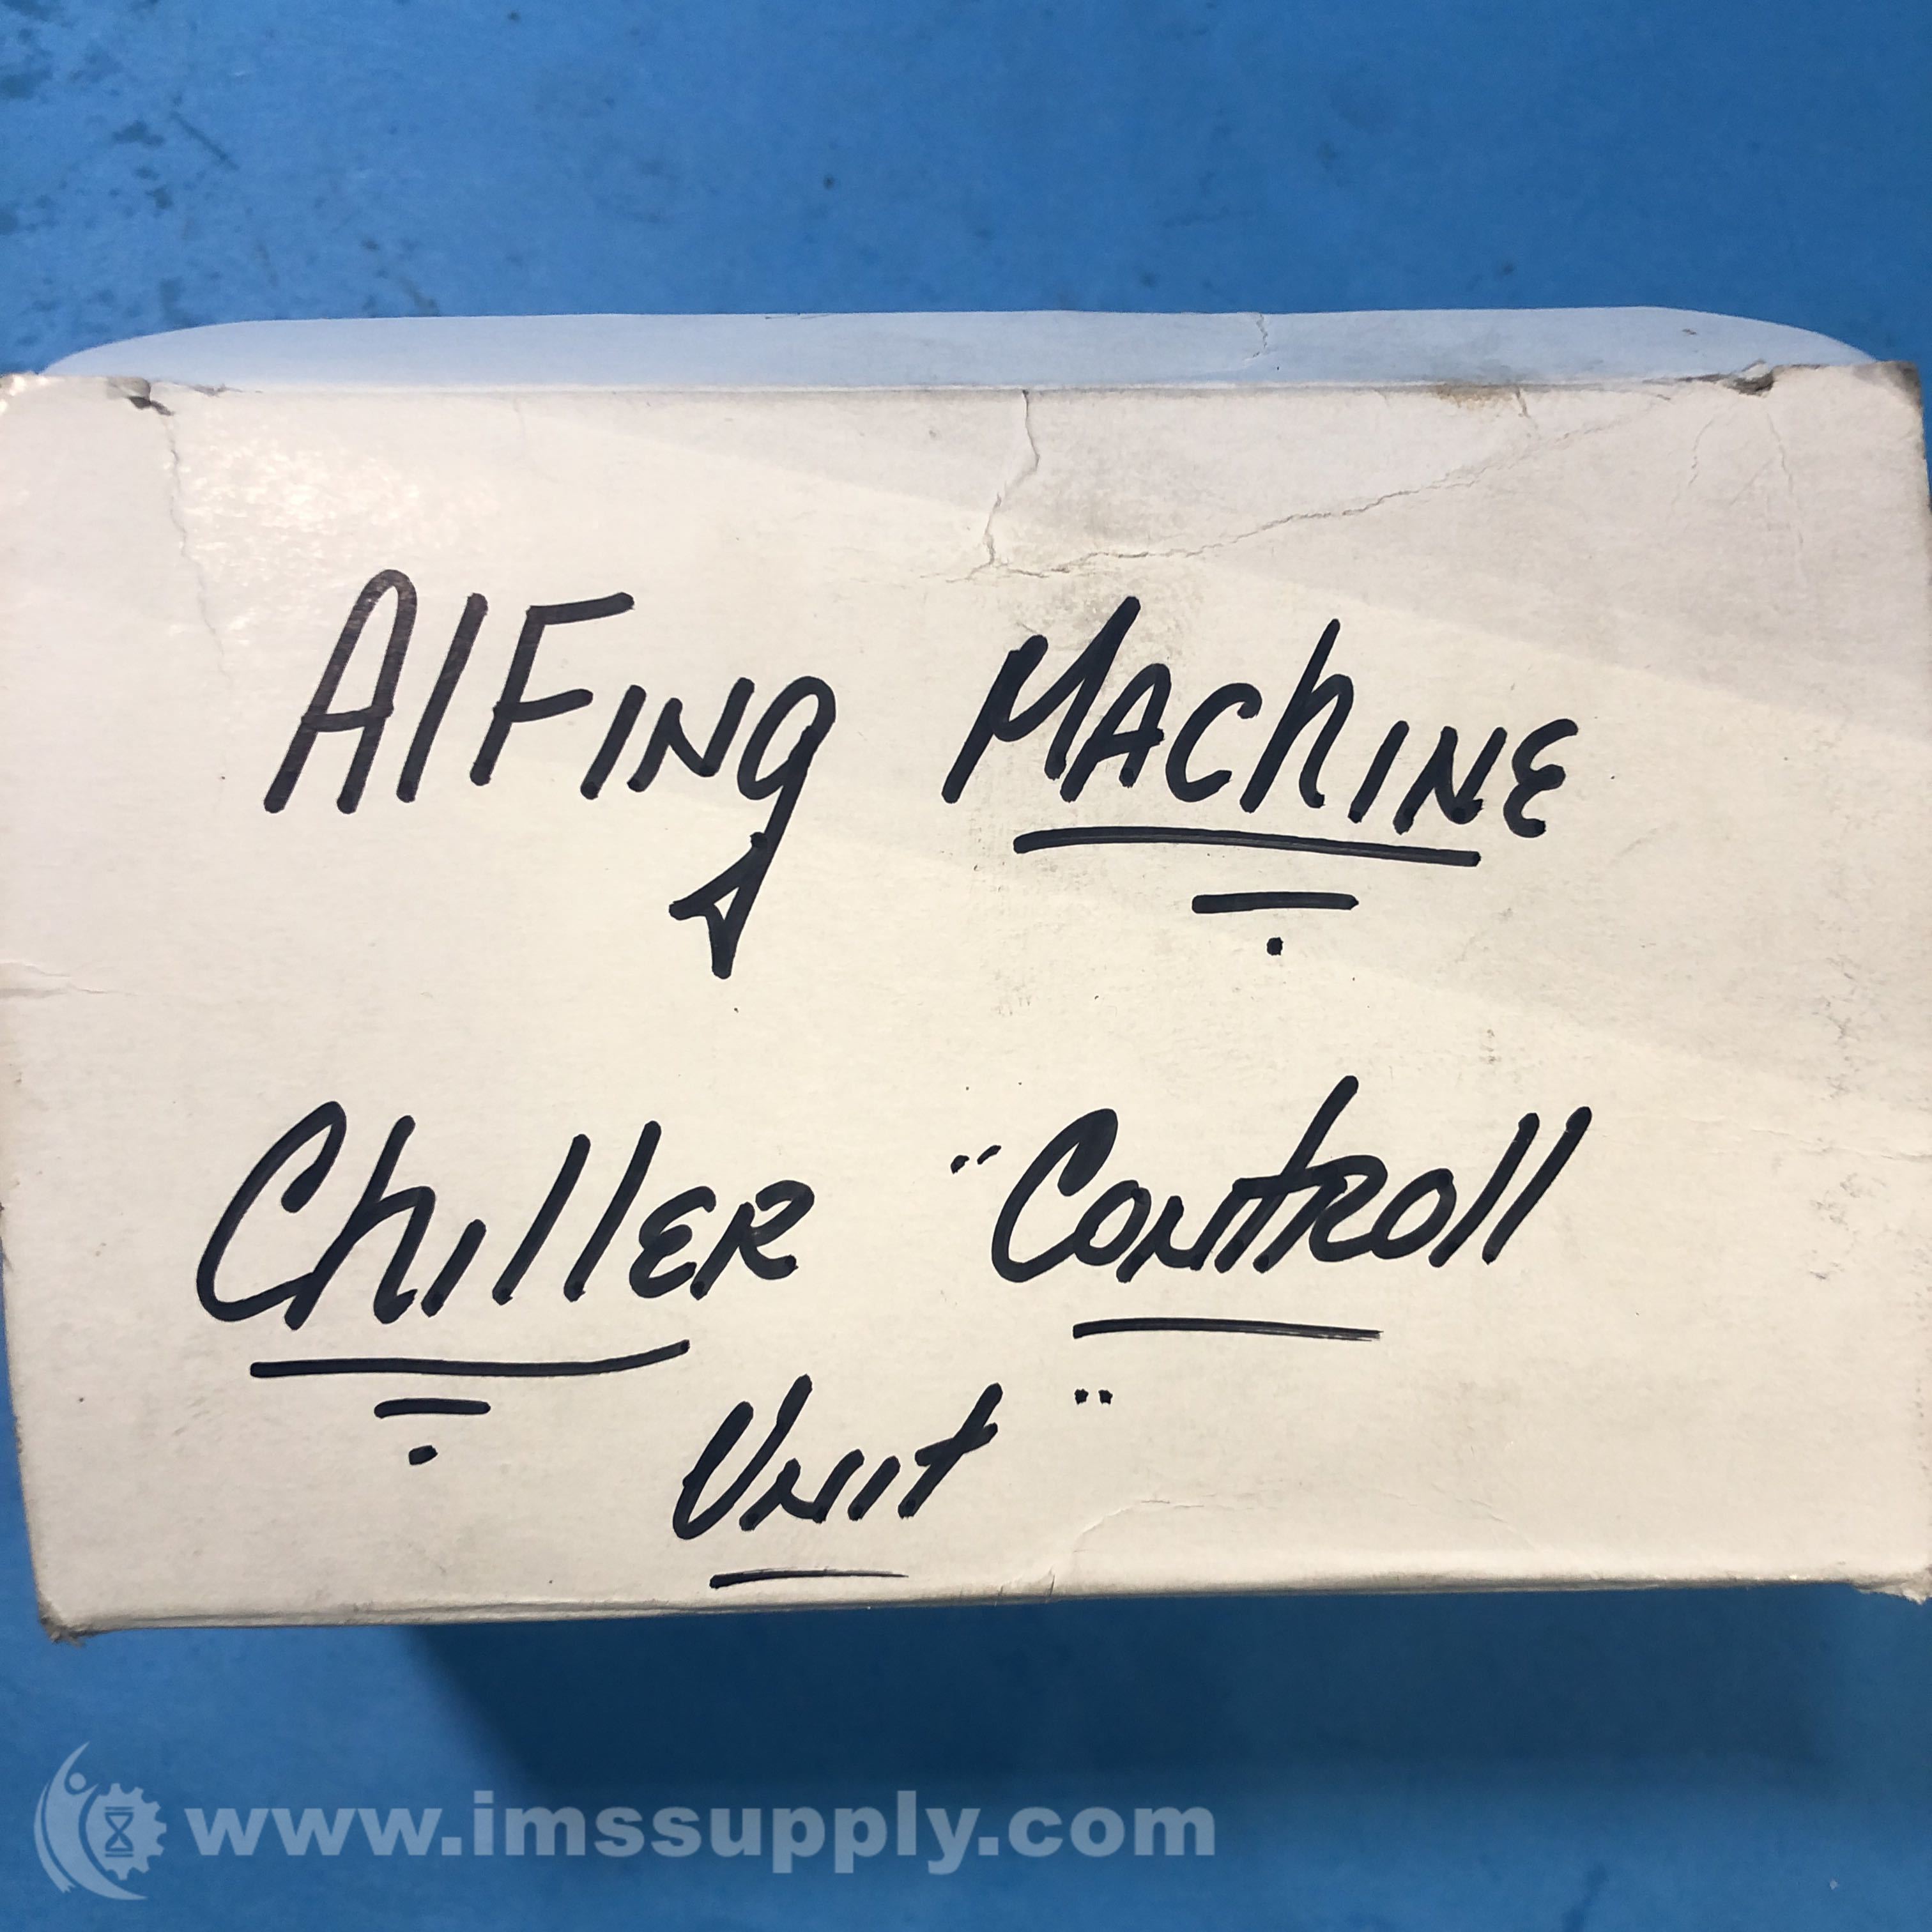 AlFing Machine
Chiller "Controll
Unit"
www.imssupply.com